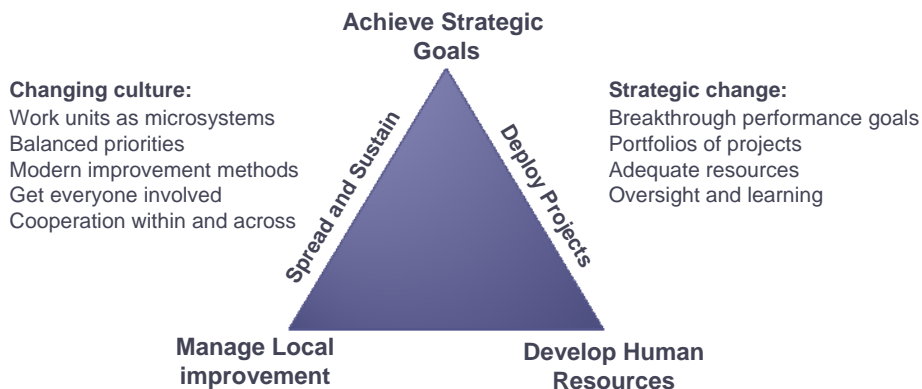 Achieve Strategic
Goals
Changing culture:
Work units as microsystems
Balanced priorities
Modern improvement methods
Get everyone involved
Cooperation within and across
Spread and Sustain
Deploy Projects
Strategic change:
Breakthrough performance goals
Portfolios of projects
Adequate resources
Oversight and learning
Manage Local
improvement
Develop Human
Resources